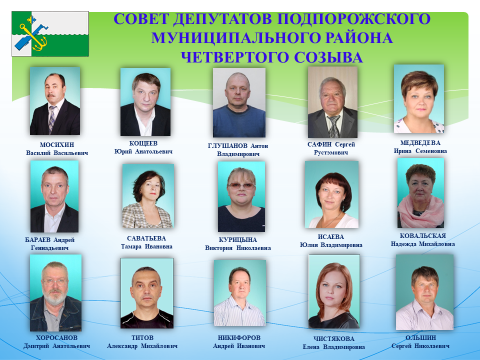 СОВЕТ ДЕПУТАТОВ ПОДПОРОЖСКОГО
МУНИЦИПАЛЬНОГО РАЙОНА
ЧЕТВЕРТОГО СОЗЫВА
МОСИХИН
Василий Васильевич
КОЩЕЕВ
Юрий Анатольевич
ГЛУШАНОВ Антон
Владимирович
САФИН Сергей
Рустэмович
МЕДВЕДЕВА
Ирина Семеновна
БАРАЕВ Андрей
Геннадьевич
САВАТЬЕВА
Тамара Ивановна
КУРИЦЫНА
Виктория Николаевна
ИСАЕВА
Юлия Владимировна
КОВАЛЬСКАЯ
Надежда Михайловна
ХОРОСАНОВ
Дмитрий Анатольевич
ТИТОВ
Александр Михайлович
НИКИФОРОВ
Андрей Иванович
ЧИСТЯКОВА
Елена Владимировна
ОЛЬШИН
Сергей Николаевич